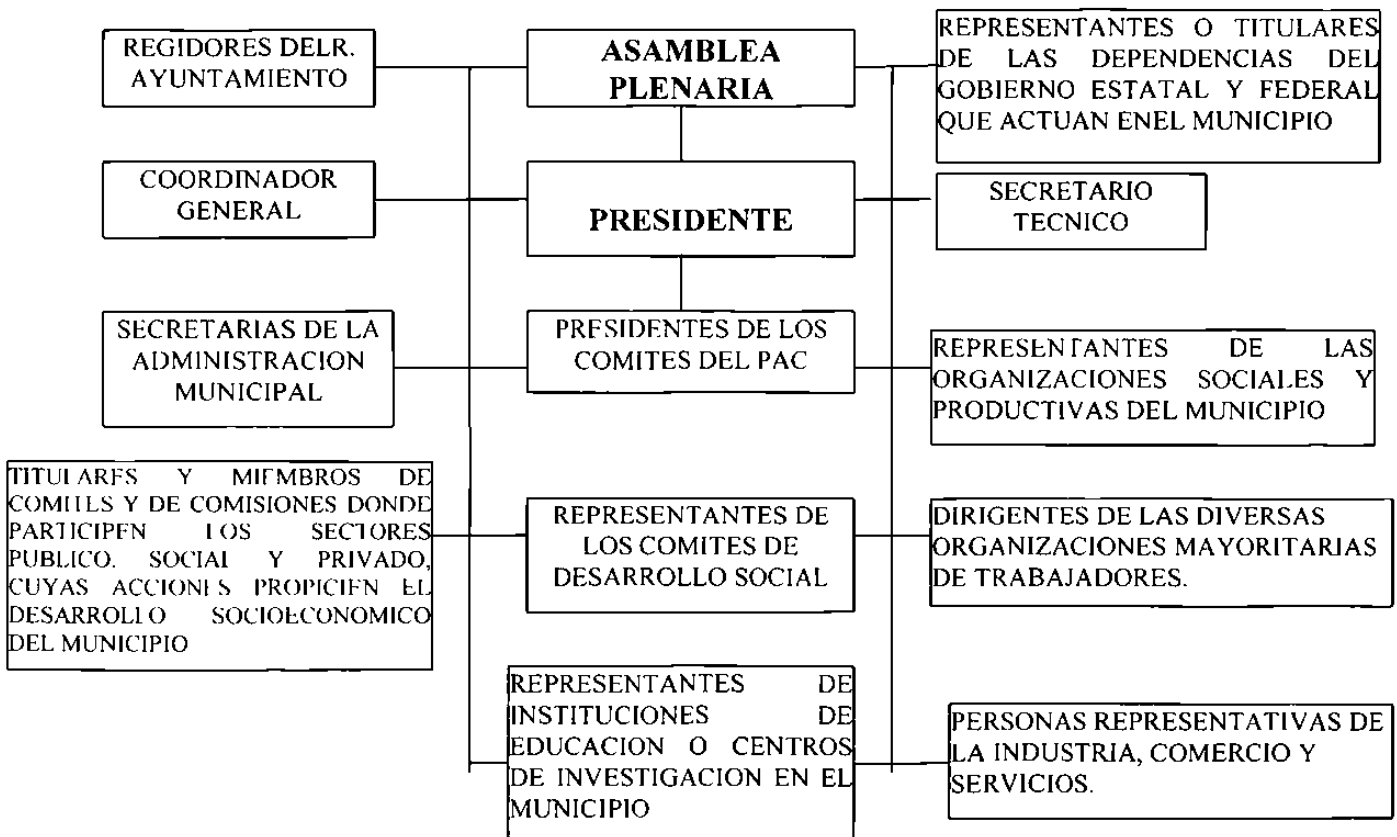 REGIDORES DELR.
AYUNTAMIENTO
ASAMBLEA
PLENARIA
REPRESENTANTES O TITULARES
DE LAS DEPENDENCIAS DEL
GOBIERNO ESTATAL Y FEDERAL
QUE ACTUAN ENEL MUNICIPIO
COORDINADOR
GENERAL
PRESIDENTE
SECRETARIO
TECNICO
SECRETARIAS DE LA
ADMINISTRACION
MUNICIPAL
PRESIDENTES DE LOS
COMITES DEL PAC
REPRESENTANTES DE LAS
ORGANIZACIONES SOCIALES Y
PRODUCTIVAS DEL MUNICIPIO
TITULARES Y MIEMBROS DE
COMITES Y DE COMISIONES DONDE
PARTICIPEN LOS SECTORES
PUBLICO. SOCIAL Y PRIVADO,
CUYAS ACCIONES PROPICIEN EL
DESARROLLO SOCIOECONOMICO
DEL MUNICIPIO
REPRESENTANTES DE
LOS COMITES DE
DESARROLLO SOCIAL
DIRIGENTES DE LAS DIVERSAS
ORGANIZACIONES MAYORITARIAS
DE TRABAJADORES.
REPRESENTANTES DE
INSTITUCIONES DE
EDUCACION O CENTROS
DE INVESTIGACION EN EL
MUNICIPIO
PERSONAS REPRESENTATIVAS DE
LA INDUSTRIA, COMERCIO Y
SERVICIOS.